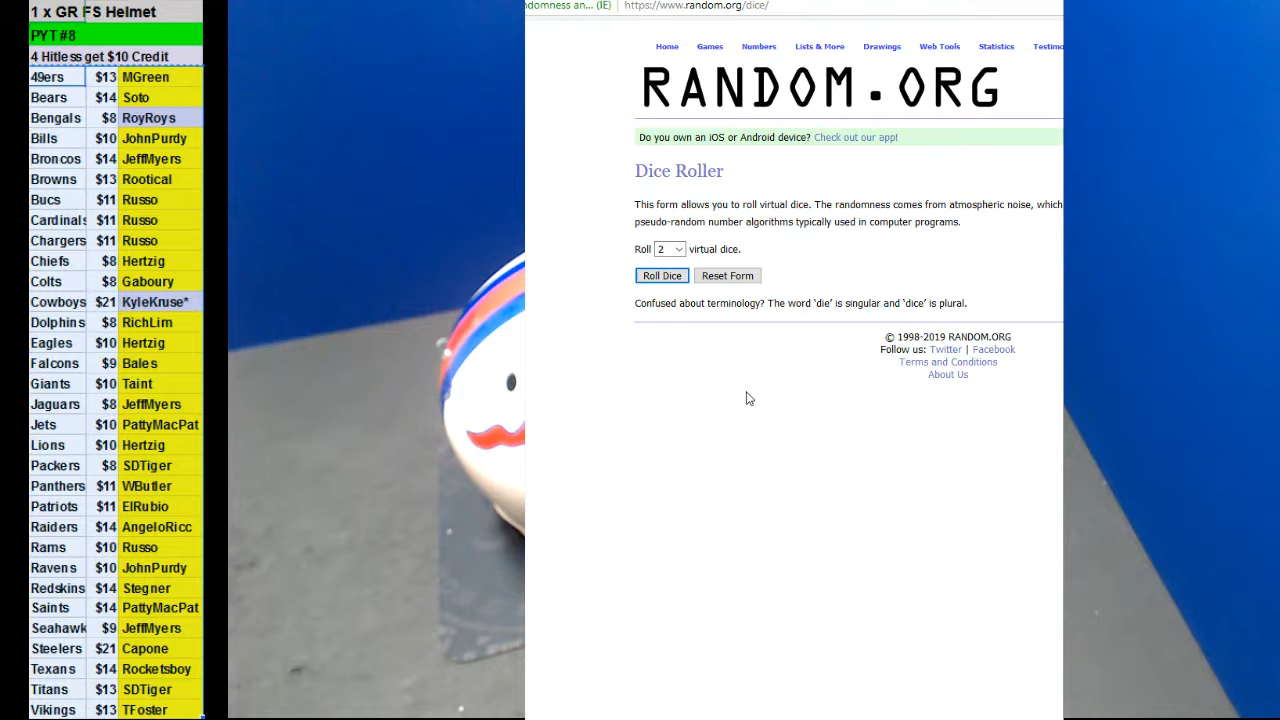 1 x GR FS Helmet
PYT #8
4 Hitless get $10 Credit
49ers $13 MGreen
Bears $14 Soto
Bengals $8 RoyRoys
Bills $10 JohnPurdy
Broncos $14 JeffMyers
Browns $13 Rootical
Bucs $11 Russo
Cardinals $11 Russo
Chargers $11 Russo
Chiefs $8 Hertzig
Colts $8 Gaboury
Cowboys $21 KyleKruse*
Dolphins $8 RichLim
Eagles $10 Hertzig
Falcons $9 Bales
Giants $10 Taint
Jaguars $8 JeffMyers
Jets $10 PattyMacPat
Lions $10 Hertzig
Packers $8 SDTiger
Panthers $11 WButler
Patriots $11 ElRubio
Raiders $14 AngeloRicc
Rams $10 Russo
Ravens $10 JohnPurdy
Redskins $14 Stegner
Saints $14 PattyMacPat
Seahawk $9 JeffMyers
Steelers $21 Capone
Texans $14 Rocketsboy
Titans $13 SDTiger
Vikings $13 TFoster
ndomness an... (IE) https://www.random.org/dice/
Home Games Numbers Lists & More Drawings Web Tools Statistics Testimo
RANDOM.ORG
Do you own an iOS or Android device? Check out our app!
Dice Roller
This form allows you to roll virtual dice. The randomness comes from atmospheric noise, which
pseudo-random number algorithms typically used in computer programs.
Roll 2 virtual dice.
Roll Dice Reset Form
Confused about terminology? The word ‘die’ is singular and ‘dice’ is plural.
© 1998-2019 RANDOM.ORG
Follow us: Twitter | Facebook
Terms and Conditions
About Us